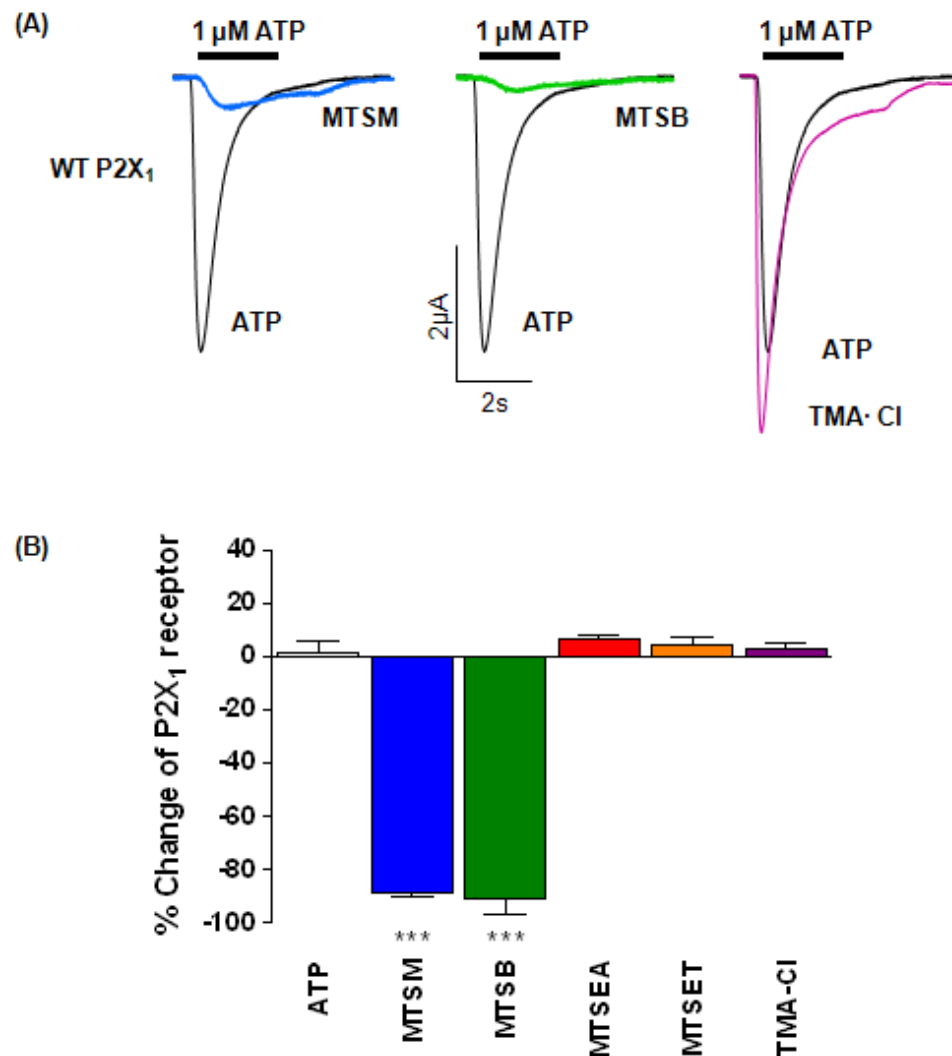 (A)
1 µM ATP 1 µM ATP 1 µM ATP
MTSM MTSB
WT P2X₁
ATP 2µA ATP ATP
2s TMA· Cl
(B)
% Change of P2X₁ receptor
40
20
0
-20
-40
-60
-80
-100
*** ***
ATP MTSM MTSB MTSEA MTSET TMA-Cl